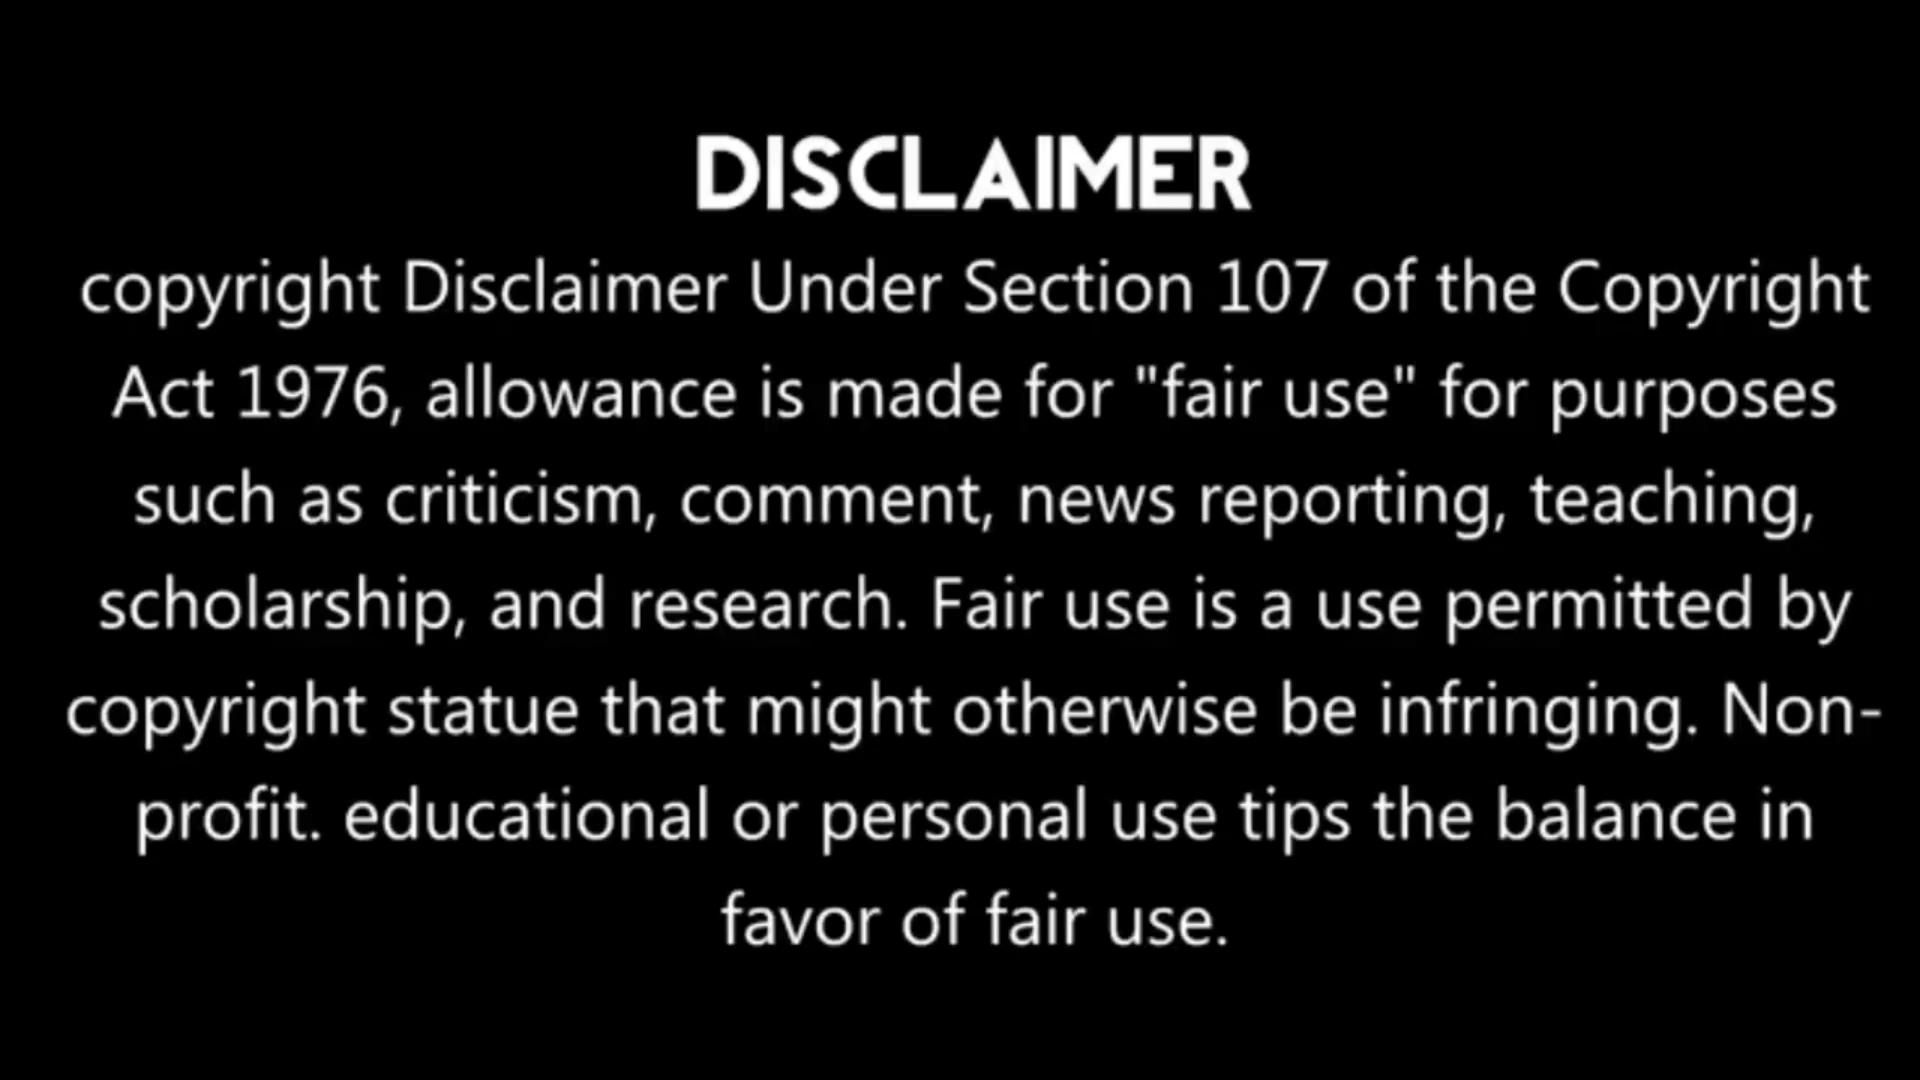 DISCLAIMER
copyright Disclaimer Under Section 107 of the Copyright
Act 1976, allowance is made for "fair use" for purposes
such as criticism, comment, news reporting, teaching,
scholarship, and research. Fair use is a use permitted by
copyright statue that might otherwise be infringing. Non-
profit. educational or personal use tips the balance in
favor of fair use.